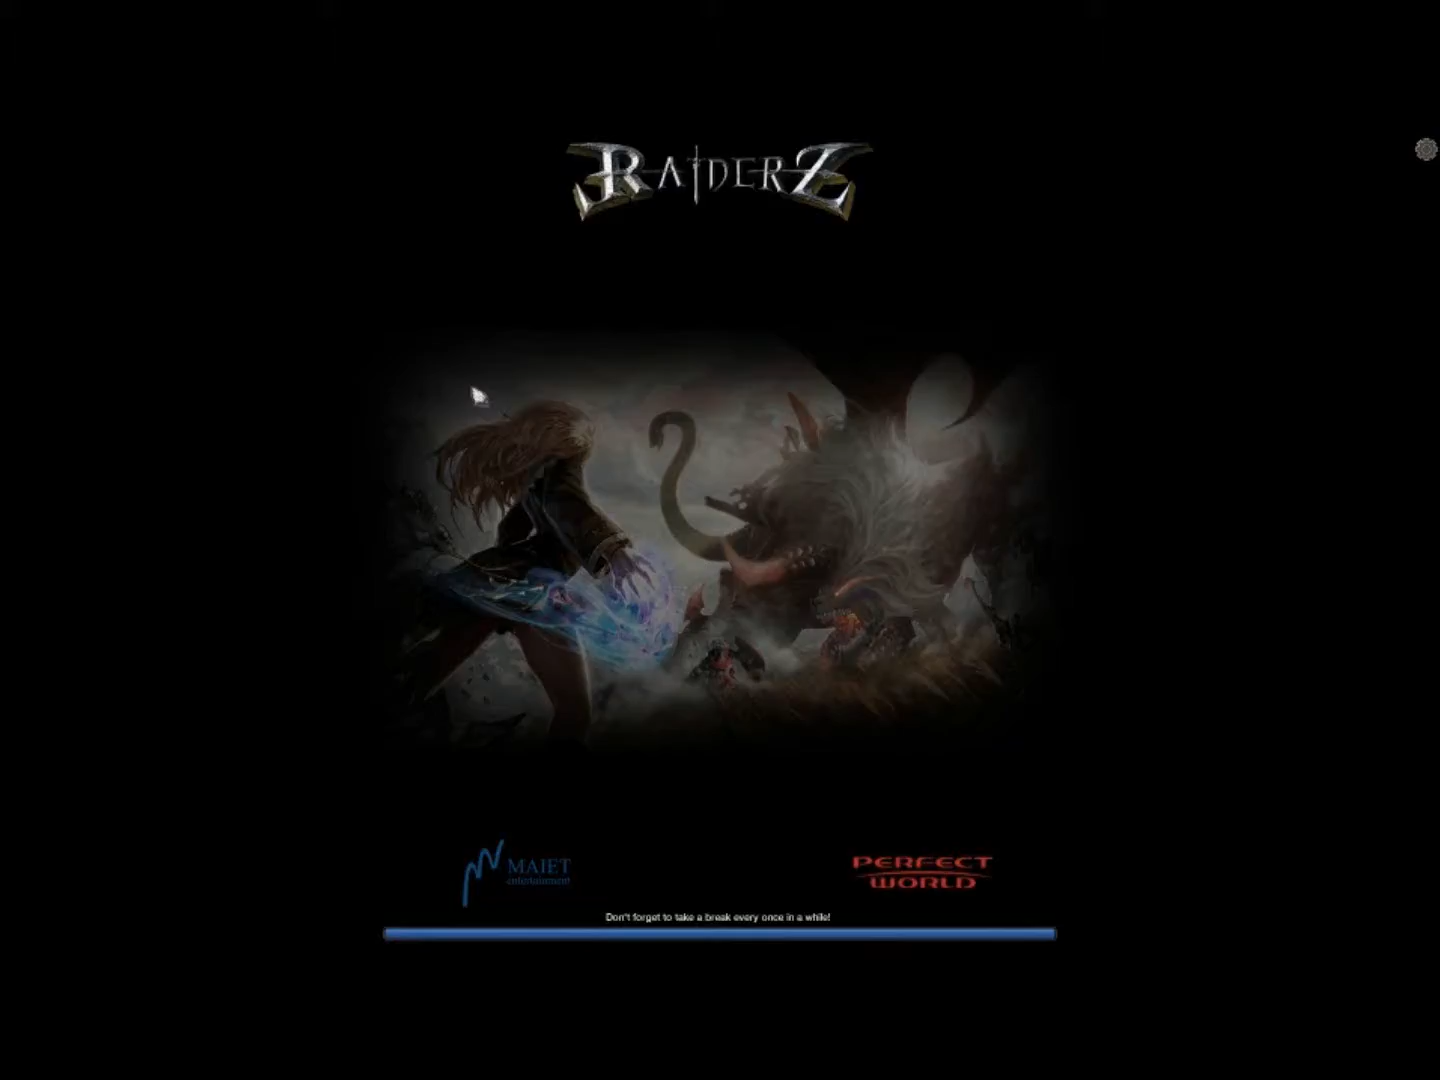 RAIDERZ
MAIET
entertainment
PERFECT
WORLD
Don't forget to take a break every once in a while!